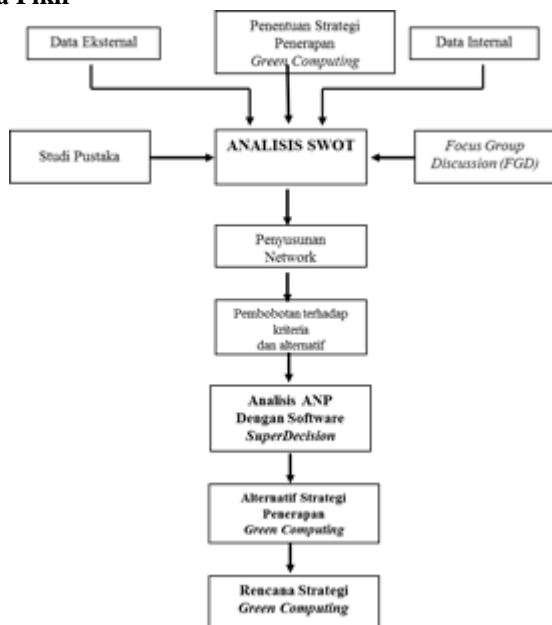 Data Eksternal
Penentuan Strategi
Penerapan
Green Computing
Data Internal
Studi Pustaka
ANALISIS SWOT
Focus Group
Discussion (FGD)
Penyusunan
Network
Pembobotan terhadap
kriteria
dan alternatif
Analisis ANP
Dengan Software
SuperDecision
Alternatif Strategi
Penerapan
Green Computing
Rencana Strategi
Green Computing